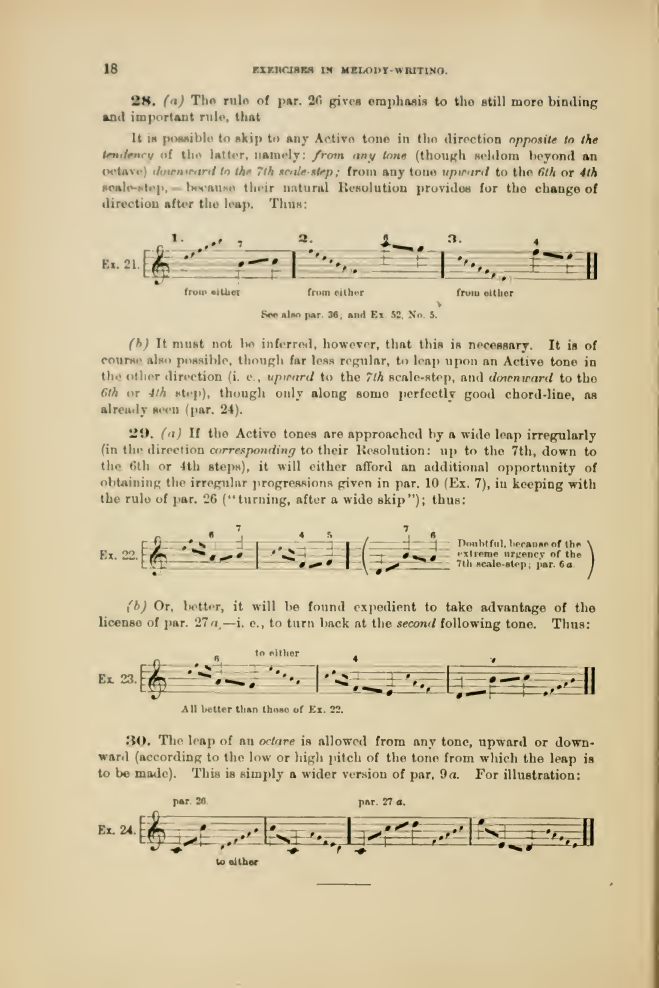 18
EXERCISES IN MELODY-WRITING.
28. (a) The rule of par. 26 gives emphasis to the still more binding
and important rule, that
It is possible to skip to any Active tone in the direction opposite to the
tendency of the latter, namely: from any tone (though seldom beyond an
octave) downward to the 7th scale-step; from any tone upward to the 6th or 4th
scale-step, — because their natural Resolution provides for the change of
direction after the leap. Thus:
1. 7 2. 6 3. 4
Ex. 21.
from either from either from either
See also par. 36; and Ex. 52, No. 5.
(b) It must not be inferred, however, that this is necessary. It is of
course also possible, though far less regular, to leap upon an Active tone in
the other direction (i. e., upward to the 7th scale-step, and downward to the
6th or 4th step), though only along some perfectly good chord-line, as
already seen (par. 24).
29. (a) If the Active tones are approached by a wide leap irregularly
(in the direction corresponding to their Resolution: up to the 7th, down to
the 6th or 4th steps), it will either afford an additional opportunity of
obtaining the irregular progressions given in par. 10 (Ex. 7), in keeping with
the rule of par. 26 ("turning, after a wide skip"); thus:
6 7 4 5 7 6
Ex. 22.
Doubtful, because of the
extreme urgency of the
7th scale-step; par. 6a
(b) Or, better, it will be found expedient to take advantage of the
license of par. 27a,—i. e., to turn back at the second following tone. Thus:
to either
6 4
Ex. 23.
All better than those of Ex. 22.
30. The leap of an octave is allowed from any tone, upward or down-
ward (according to the low or high pitch of the tone from which the leap is
to be made). This is simply a wider version of par. 9a. For illustration:
par. 26. par. 27 a.
Ex. 24.
to either